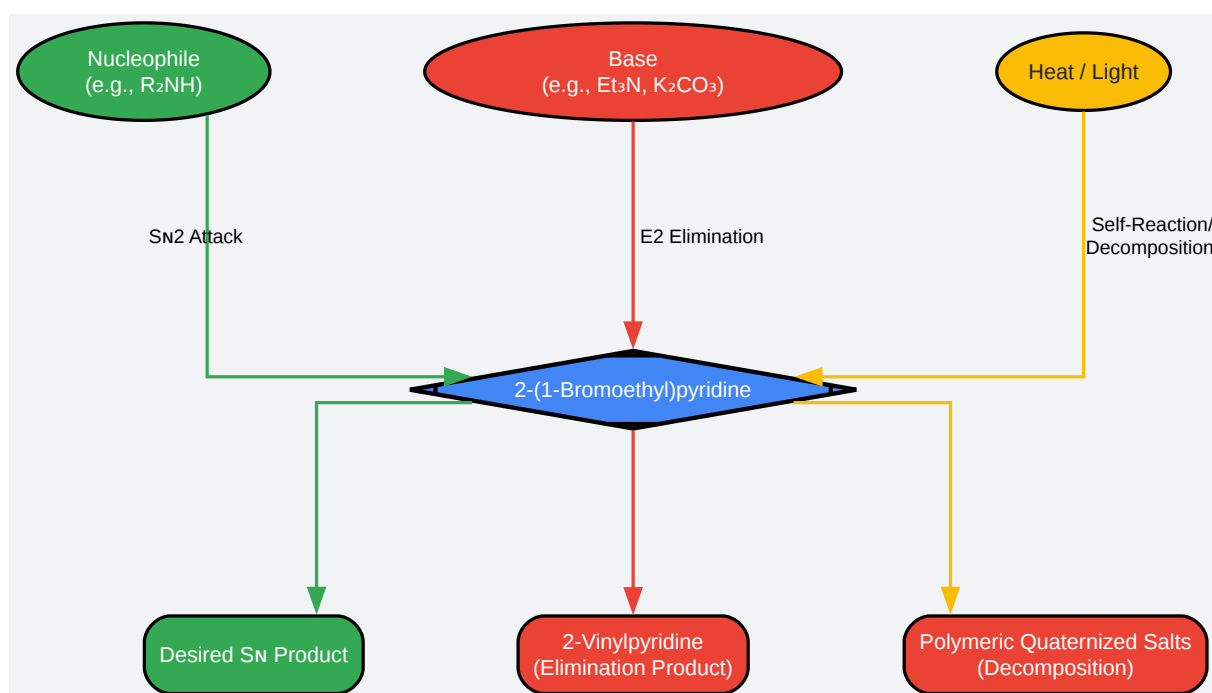 Nucleophile
(e.g., R₂NH)
Base
(e.g., Et₃N, K₂CO₃)
Heat / Light
Sɴ2 Attack
E2 Elimination
Self-Reaction/
Decomposition
2-(1-Bromoethyl)pyridine
Desired Sɴ Product
2-Vinylpyridine
(Elimination Product)
Polymeric Quaternized Salts
(Decomposition)